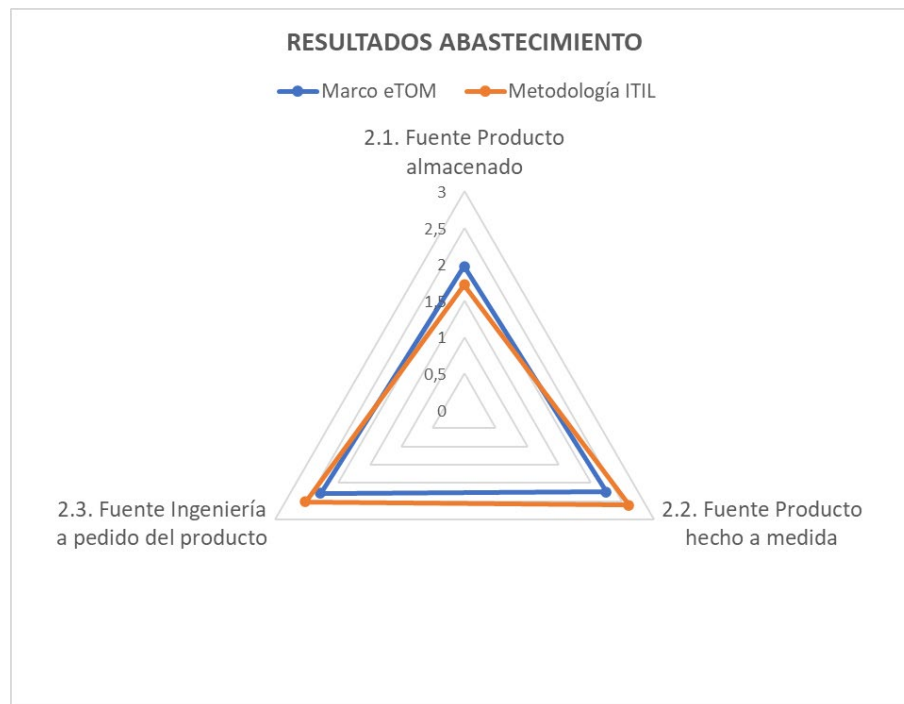 RESULTADOS ABASTECIMIENTO
Marco eTOM Metodología ITIL
2.1. Fuente Producto
almacenado
3
2,5
2
1,5
1
0,5
0
2.3. Fuente Ingeniería
a pedido del producto
2.2. Fuente Producto
hecho a medida